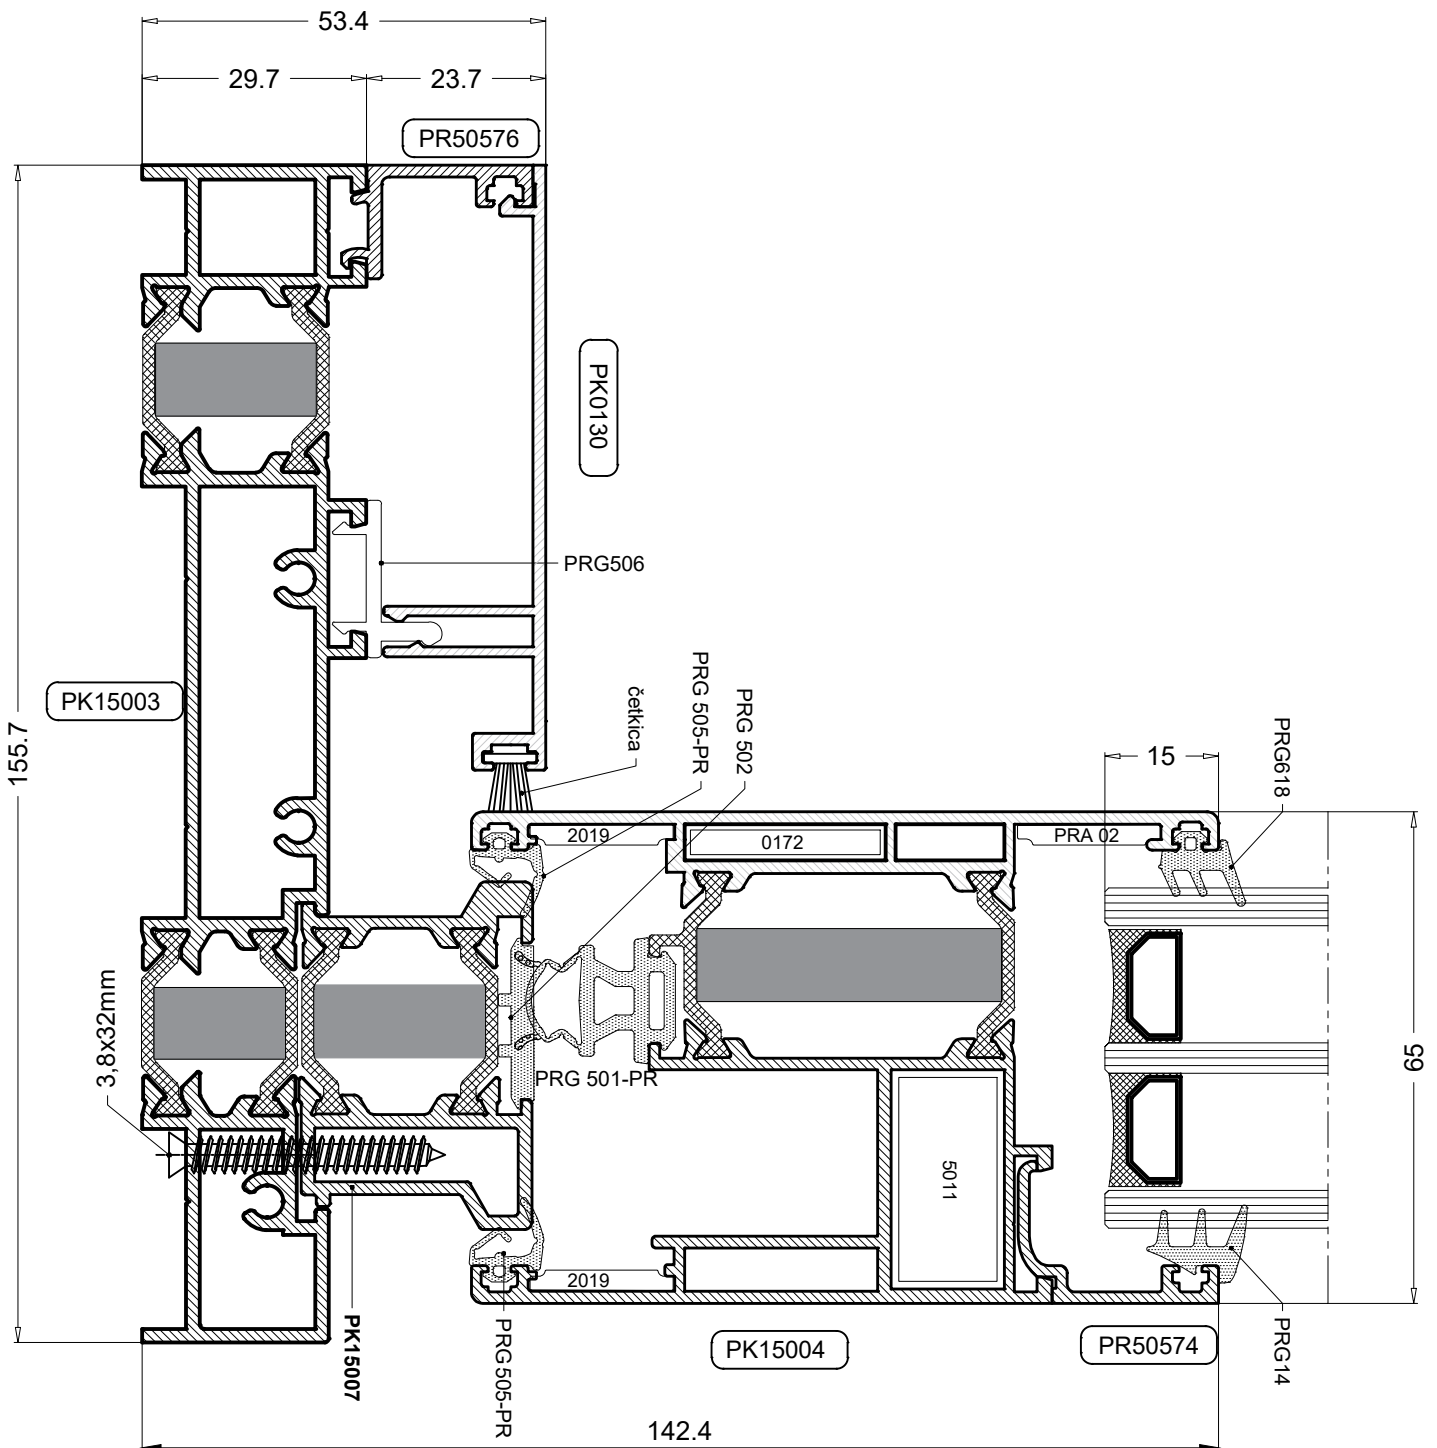 53.4
29.7
23.7
PR50576
PK0130
PRG506
PK15003
155.7
četkica
PRG 505-PR
PRG 502
PRG618
15
2019
0172
PRA 02
3,8x32mm
PRG 501-PR
65
5011
2019
PK15007
PRG505-PR
PK15004
PR50574
PRG14
142.4